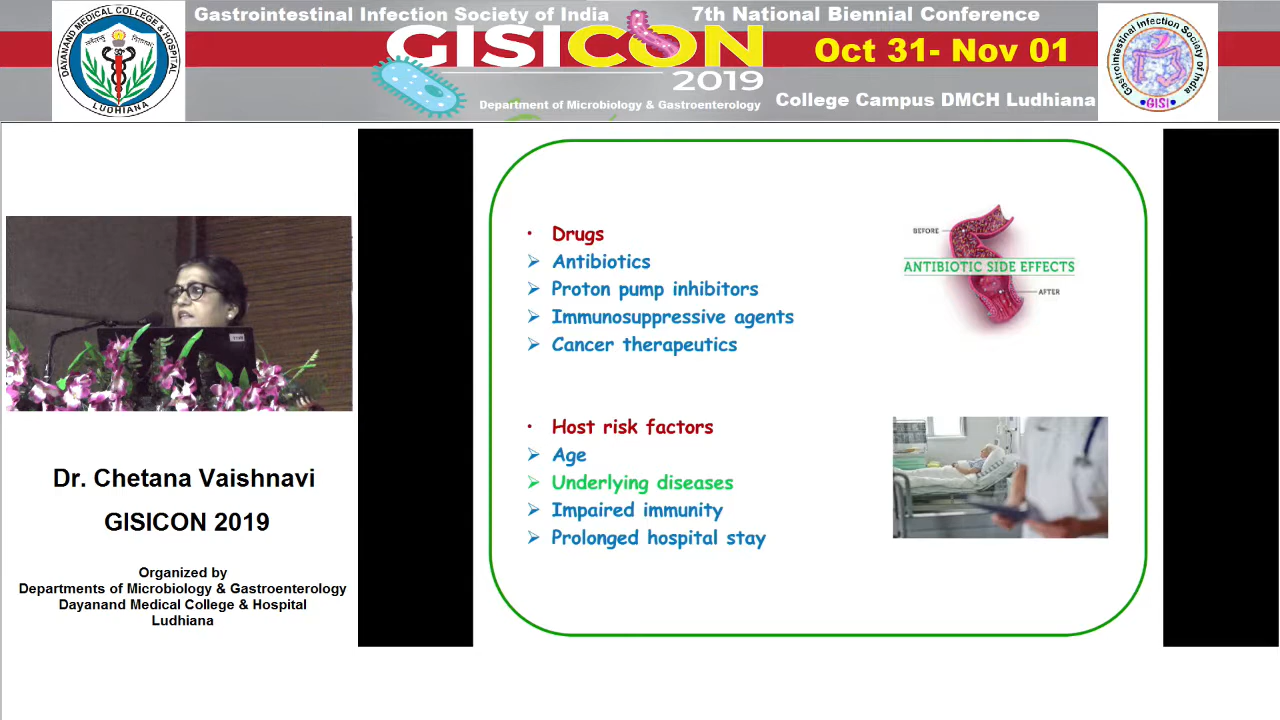 Gastrointestinal Infection Society of India
7th National Biennial Conference
GISICON
2019
Oct 31- Nov 01
Department of Microbiology & Gastroenterology
College Campus DMCH Ludhiana
DAYANAND MEDICAL COLLEGE & HOSPITAL
LUDHIANA
Gastrointestinal Infection Society of India
GISI
• Drugs
➢ Antibiotics
➢ Proton pump inhibitors
➢ Immunosuppressive agents
➢ Cancer therapeutics
BEFORE
ANTIBIOTIC SIDE EFFECTS
AFTER
• Host risk factors
➢ Age
➢ Underlying diseases
➢ Impaired immunity
➢ Prolonged hospital stay
Dr. Chetana Vaishnavi
GISICON 2019
Organized by
Departments of Microbiology & Gastroenterology
Dayanand Medical College & Hospital
Ludhiana